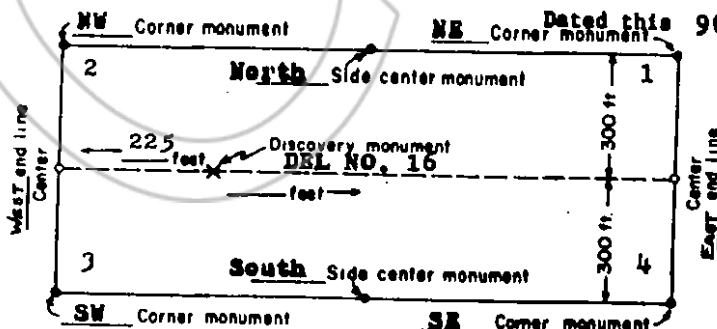 NW Corner monument NE Corner monument Dated this 90
2 North Side center monument 1
300 ft
225 feet Discovery monument
DEL NO. 16
feet
WEST end line
Center
Center
EAST end line
300 ft.
3 South Side center monument 4
SW Corner monument SE Corner monument